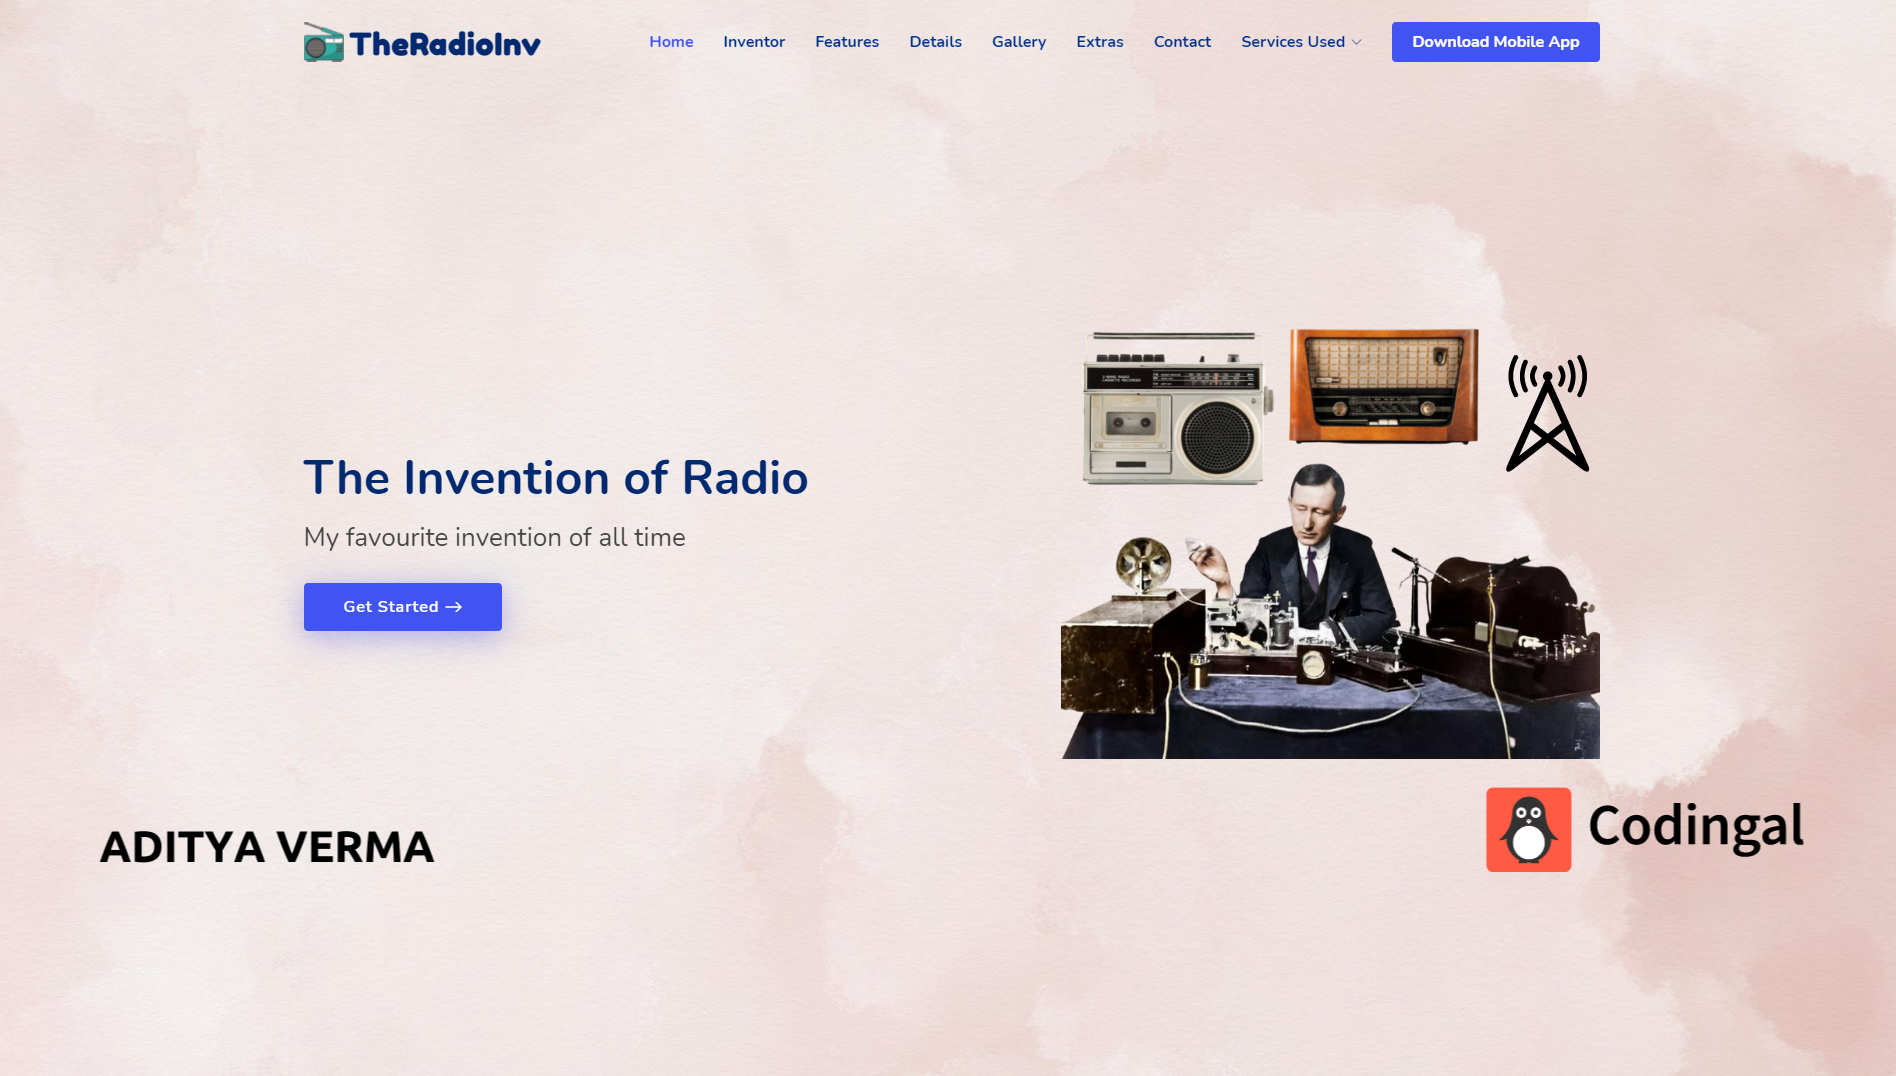 TheRadioInv
Home
Inventor
Features
Details
Gallery
Extras
Contact
Services Used
Download Mobile App
The Invention of Radio
My favourite invention of all time
Get Started →
ADITYA VERMA
Codingal